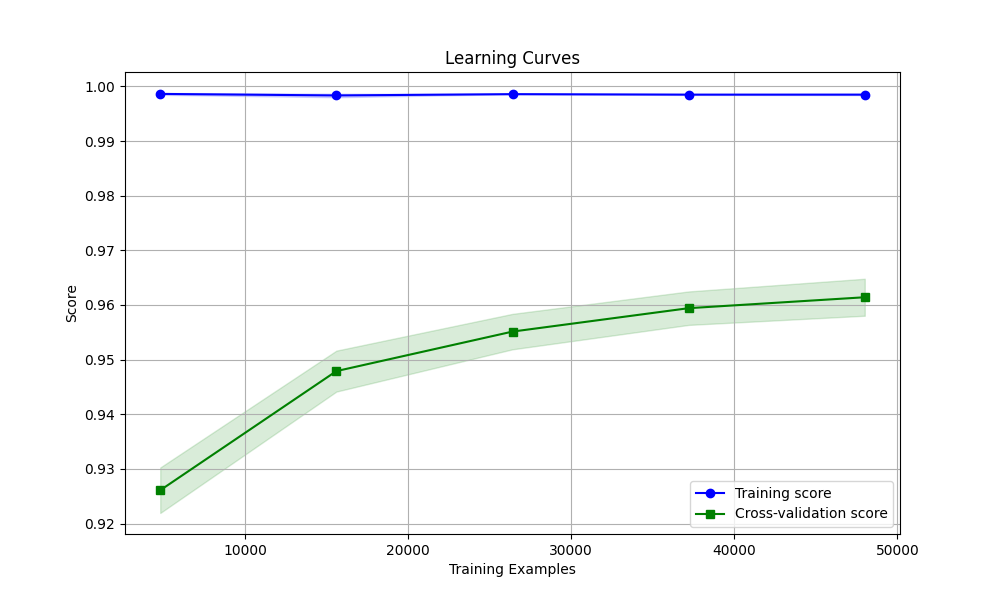 Learning Curves
1.00
0.99
0.98
0.97
0.96
0.95
0.94
0.93
0.92
Score
Training score
Cross-validation score
10000 20000 30000 40000 50000
Training Examples